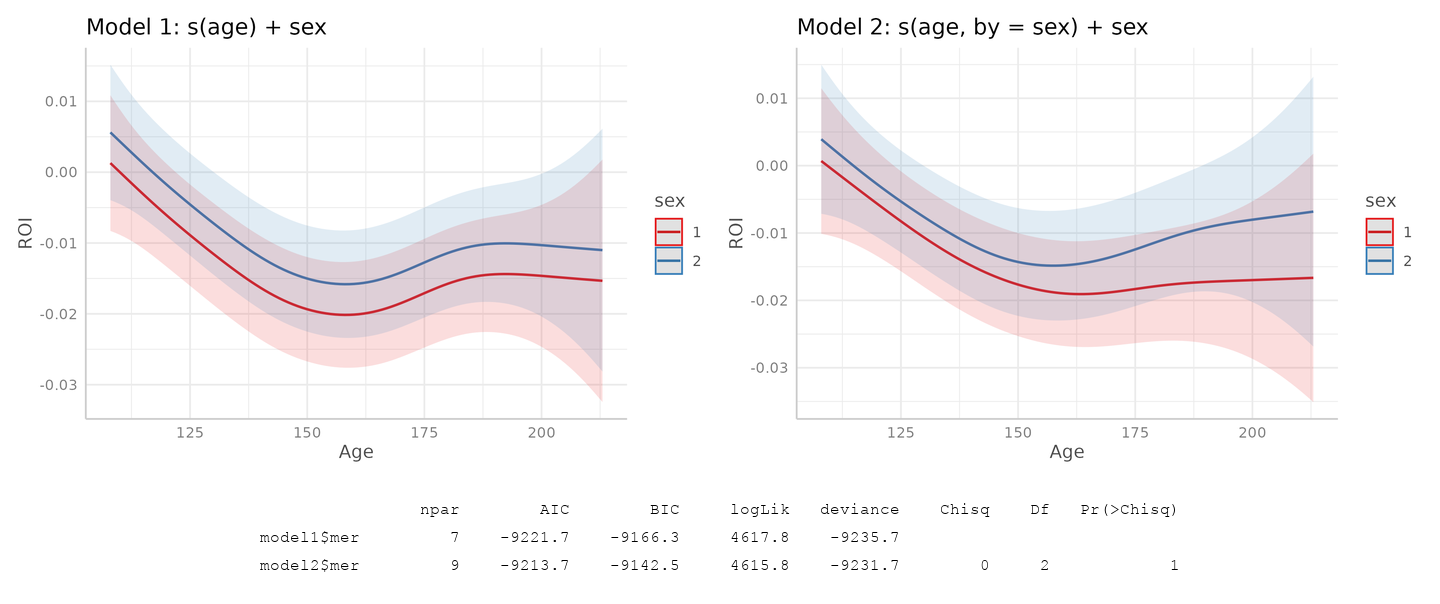 Model 1: s(age) + sex
0.01
0.00
-0.01
-0.02
-0.03
ROI
125 150 175 200
Age
sex
1
2
Model 2: s(age, by = sex) + sex
0.01
0.00
-0.01
-0.02
-0.03
ROI
125 150 175 200
Age
sex
1
2
npar AIC BIC logLik deviance Chisq Df Pr(>Chisq)
model1$mer 7 -9221.7 -9166.3 4617.8 -9235.7
model2$mer 9 -9213.7 -9142.5 4615.8 -9231.7 0 2 1